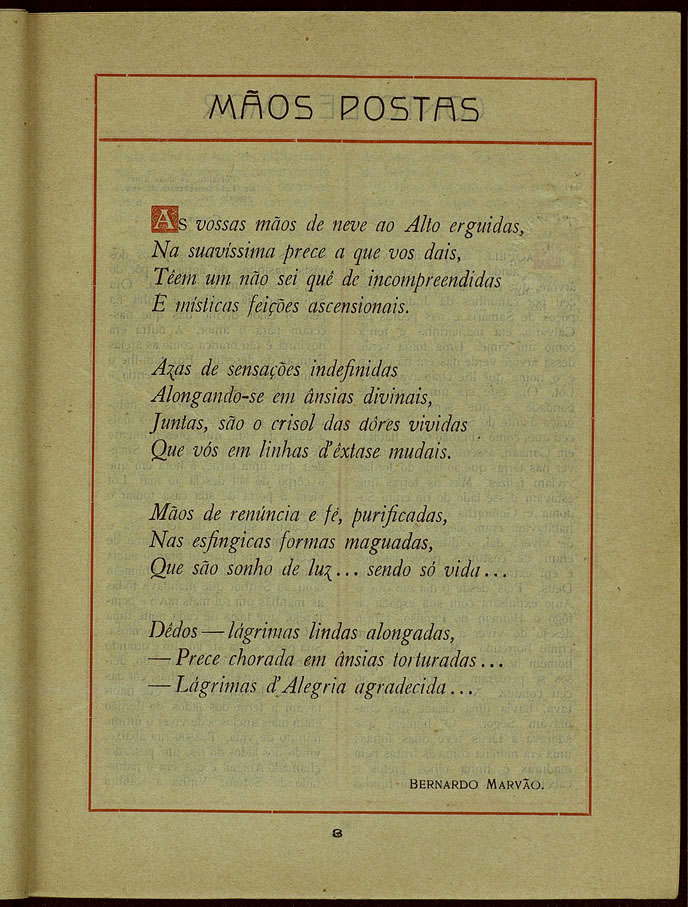 MÃOS POSTAS
As vossas mãos de neve ao Alto erguidas,
Na suavíssima prece a que vos dais,
Téem um não sei quê de incompreendidas
E místicas feições ascensionais.
Azas de sensações indefinidas
Alongando-se em ânsias divinais,
Juntas, são o crisol das dôres vividas
Que vós em linhas d'êxtase mudais.
Mãos de renúncia e fé, purificadas,
Nas esfingicas formas maguadas,
Que são sonho de luz... sendo só vida...
Dêdos — lágrimas lindas alongadas,
— Prece chorada em ânsias torturadas...
— Lágrimas d'Alegria agradecida...
BERNARDO MARVÃO.